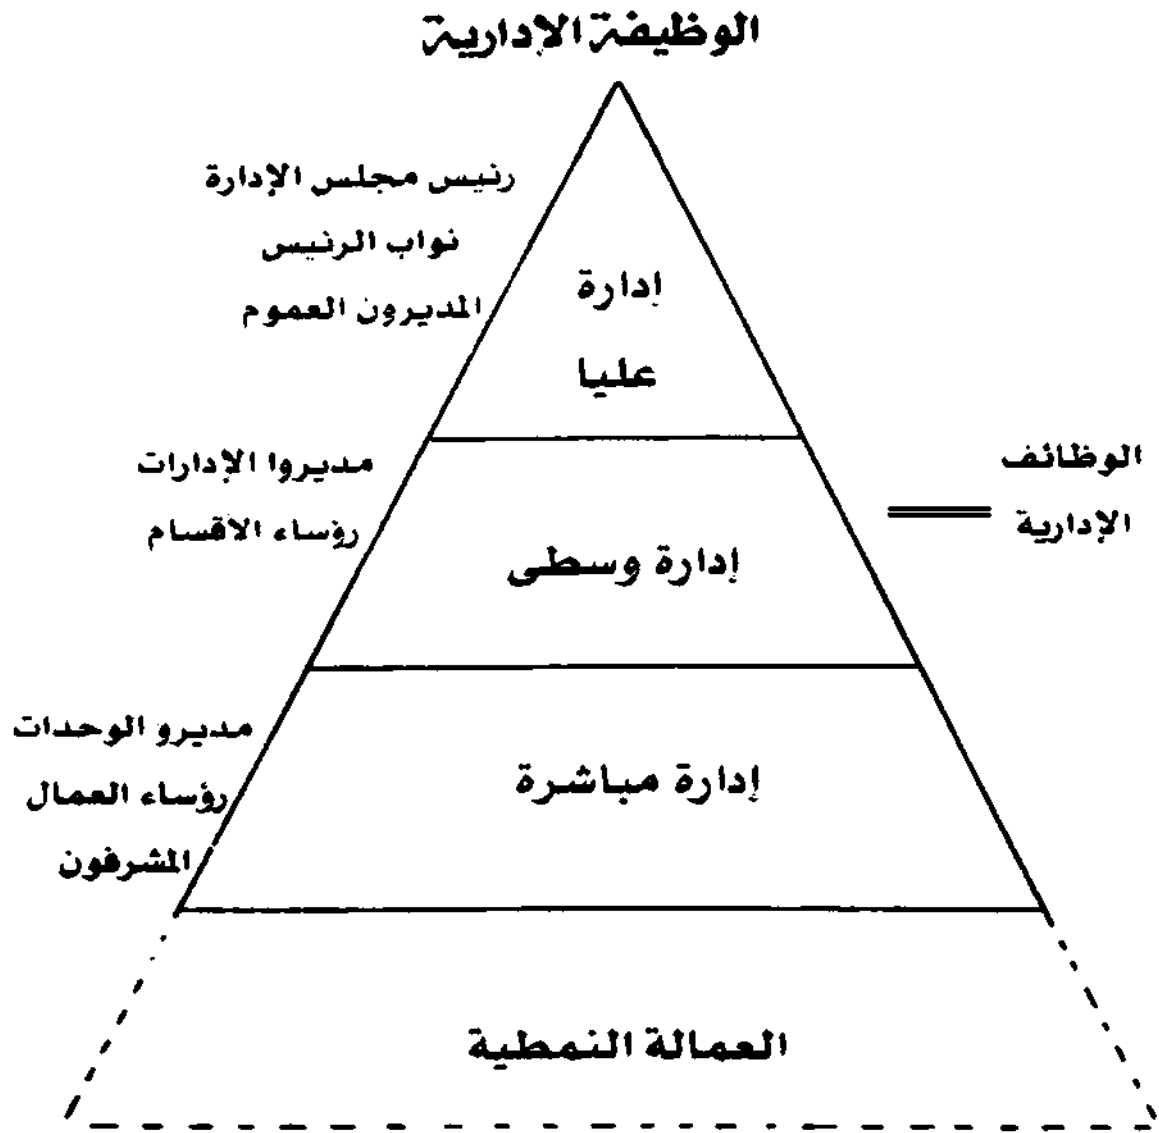 الوظيفة الإدارية
رئيس مجلس الإدارة
نواب الرئيس
المديرون العموم
إدارة
عليا
مديروا الإدارات
رؤساء الاقسام
الوظائف
الإدارية
إدارة وسطى
مديرو الوحدات
رؤساء العمال
المشرفون
إدارة مباشرة
العمالة النمطية